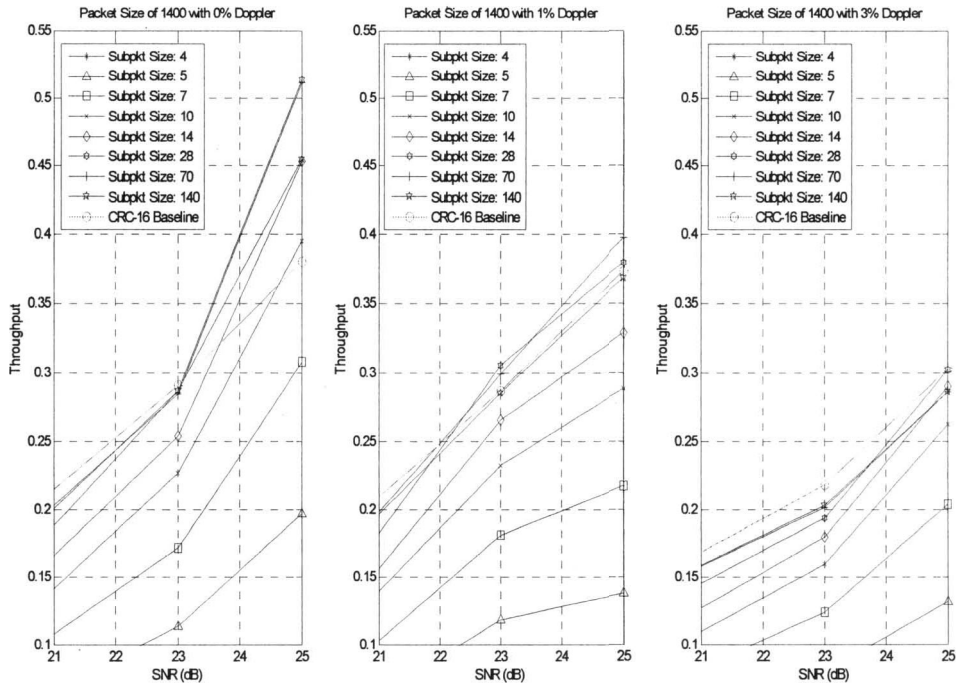 Packet Size of 1400 with 0% Doppler
0.55
0.5
0.45
0.4
0.35
0.3
0.25
0.2
0.15
0.1
Throughput
Subpkt Size: 4
Subpkt Size: 5
Subpkt Size: 7
Subpkt Size: 10
Subpkt Size: 14
Subpkt Size: 28
Subpkt Size: 70
Subpkt Size: 140
CRC-16 Baseline
21 22 23 24 25
SNR (dB)
Packet Size of 1400 with 1% Doppler
0.55
0.5
0.45
0.4
0.35
0.3
0.25
0.2
0.15
0.1
Throughput
Subpkt Size: 4
Subpkt Size: 5
Subpkt Size: 7
Subpkt Size: 10
Subpkt Size: 14
Subpkt Size: 28
Subpkt Size: 70
Subpkt Size: 140
CRC-16 Baseline
21 22 23 24 25
SNR (dB)
Packet Size of 1400 with 3% Doppler
0.55
0.5
0.45
0.4
0.35
0.3
0.25
0.2
0.15
0.1
Throughput
Subpkt Size: 4
Subpkt Size: 5
Subpkt Size: 7
Subpkt Size: 10
Subpkt Size: 14
Subpkt Size: 28
Subpkt Size: 70
Subpkt Size: 140
CRC-16 Baseline
21 22 23 24 25
SNR (dB)